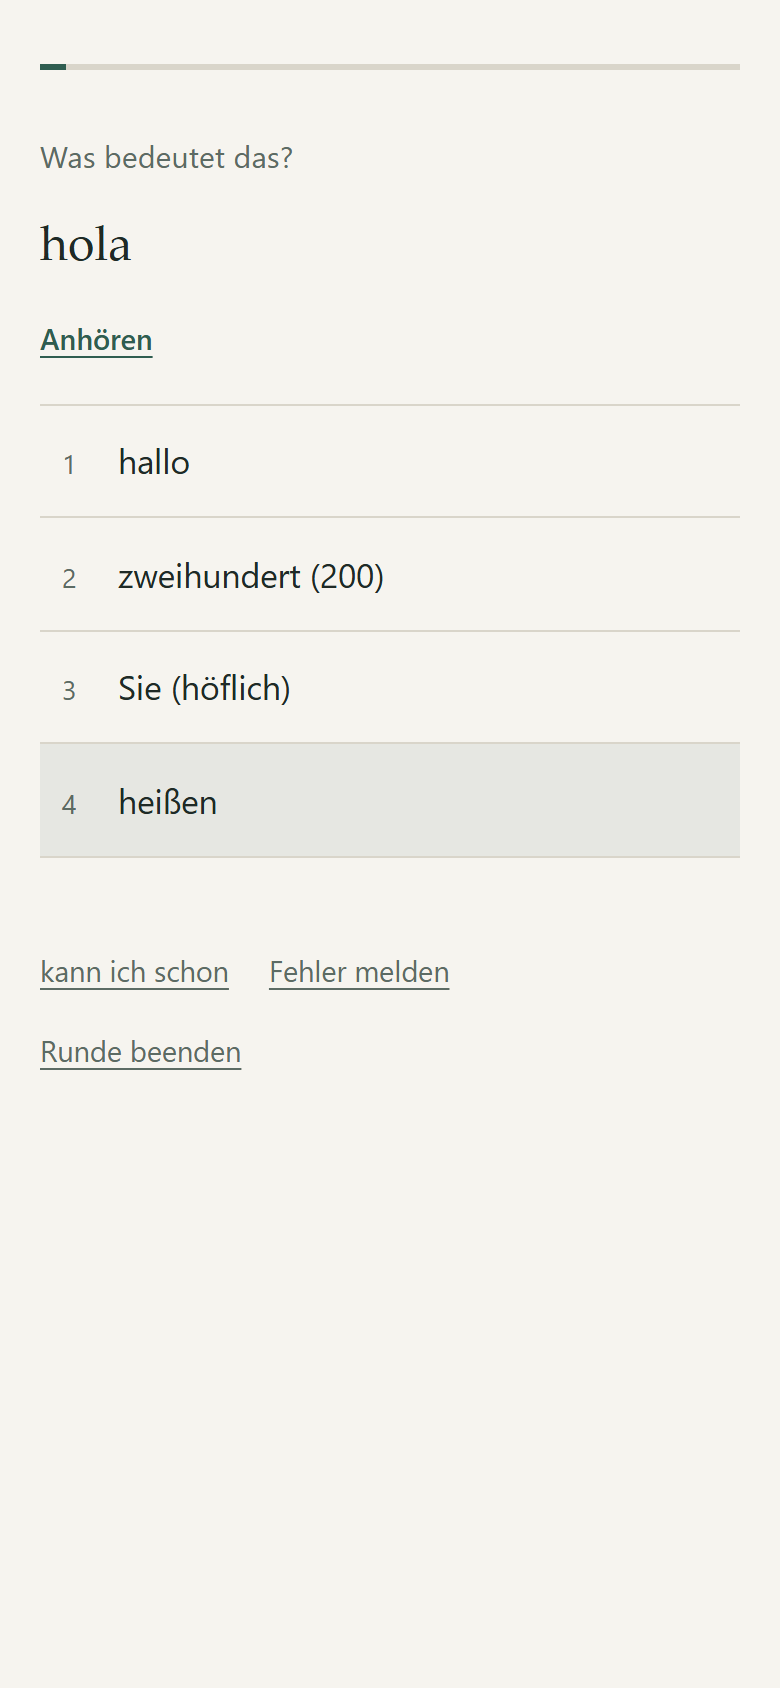 Was bedeutet das?
hola
Anhören
1 hallo
2 zweihundert (200)
3 Sie (höflich)
4 heißen
kann ich schon Fehler melden
Runde beenden